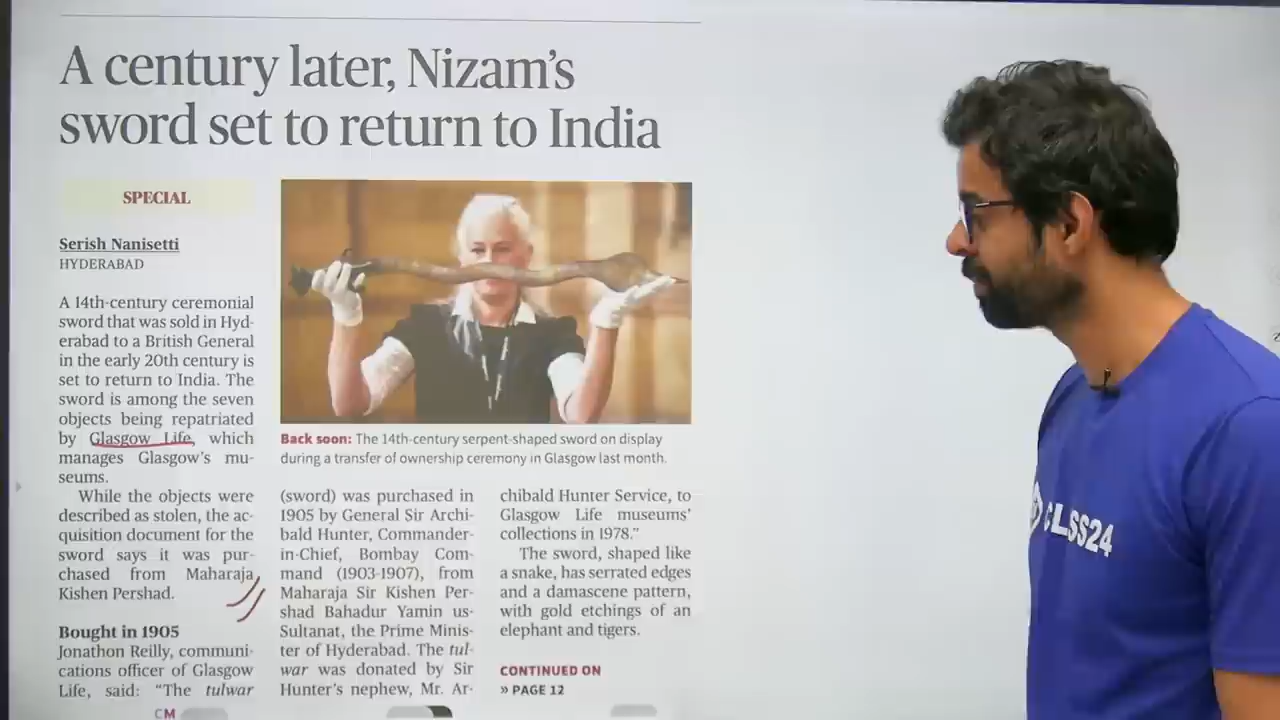 A century later, Nizam's
sword set to return to India
SPECIAL
Serish Nanisetti
HYDERABAD
A 14th-century ceremonial
sword that was sold in Hyd-
erabad to a British General
in the early 20th century is
set to return to India. The
sword is among the seven
objects being repatriated
by Glasgow Life, which
manages Glasgow's mu-
seums.
While the objects were
described as stolen, the ac-
quisition document for the
sword says it was pur-
chased from Maharaja
Kishen Pershad.
Bought in 1905
Jonathon Reilly, communi-
cations officer of Glasgow
Life, said: “The tulwar
Back soon: The 14th-century serpent-shaped sword on display
during a transfer of ownership ceremony in Glasgow last month.
(sword) was purchased in
1905 by General Sir Archi-
bald Hunter, Commander-
in-Chief, Bombay Com-
mand (1903-1907), from
Maharaja Sir Kishen Per-
shad Bahadur Yamin us-
Sultanat, the Prime Minis-
ter of Hyderabad. The tul-
war was donated by Sir
Hunter's nephew, Mr. Ar-
chibald Hunter Service, to
Glasgow Life museums'
collections in 1978.”
The sword, shaped like
a snake, has serrated edges
and a damascene pattern,
with gold etchings of an
elephant and tigers.
CONTINUED ON
» PAGE 12
CM
CLSS24